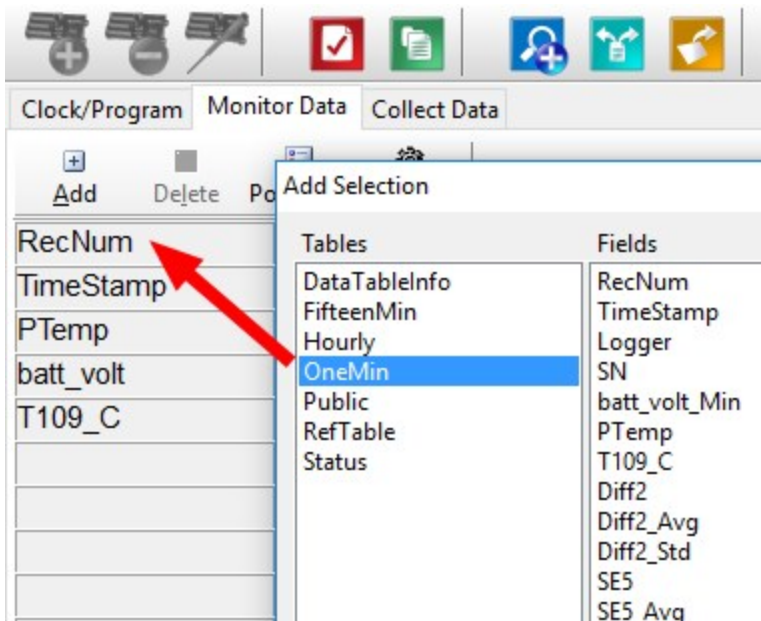 Clock/Program Monitor Data Collect Data
Add Delete Po
Add Selection
RecNum
TimeStamp
PTemp
batt_volt
T109_C
Tables
DataTableInfo
FifteenMin
Hourly
OneMin
Public
RefTable
Status
Fields
RecNum
TimeStamp
Logger
SN
batt_volt_Min
PTemp
T109_C
Diff2
Diff2_Avg
Diff2_Std
SE5
SE5_Avg